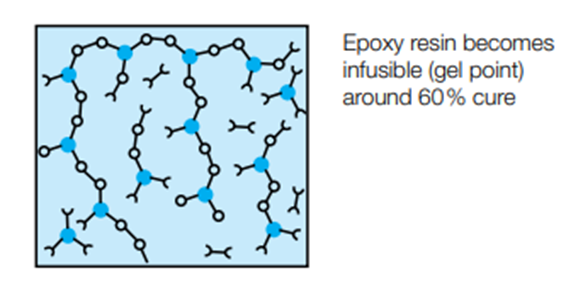 Epoxy resin becomes
infusible (gel point)
around 60% cure